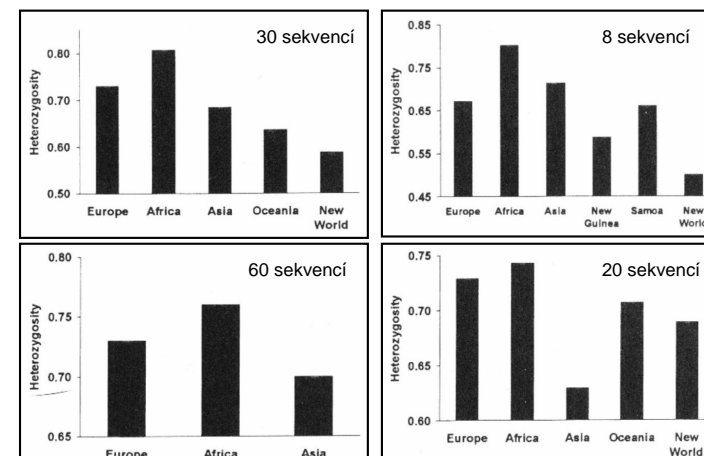 30 sekvencí
Heterozygosity
0.80
0.70
0.60
0.50
Europe Africa Asia Oceania New
World
8 sekvencí
Heterozygosity
0.85
0.75
0.65
0.55
0.45
Europe Africa Asia New Samoa New
Guinea World
60 sekvencí
Heterozygosity
0.80
0.75
0.70
0.65
Europe Africa Asia
20 sekvencí
Heterozygosity
0.75
0.70
0.65
0.60
Europe Africa Asia Oceania New
World